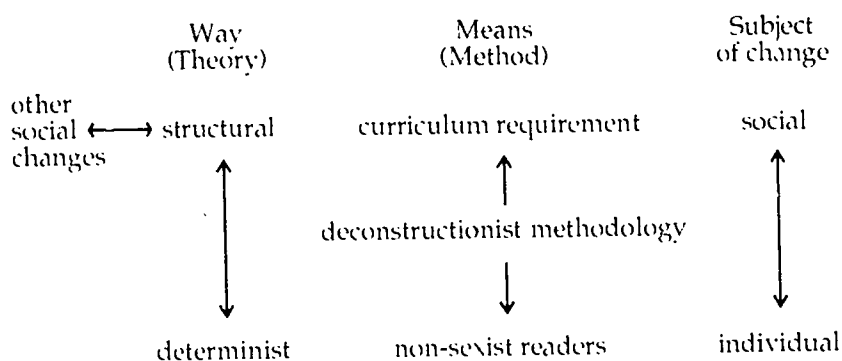 Way
(Theory)
Means
(Method)
Subject
of change
other
social
changes
structural
curriculum requirement
social
deconstructionist methodology
determinist
non-sexist readers
individual